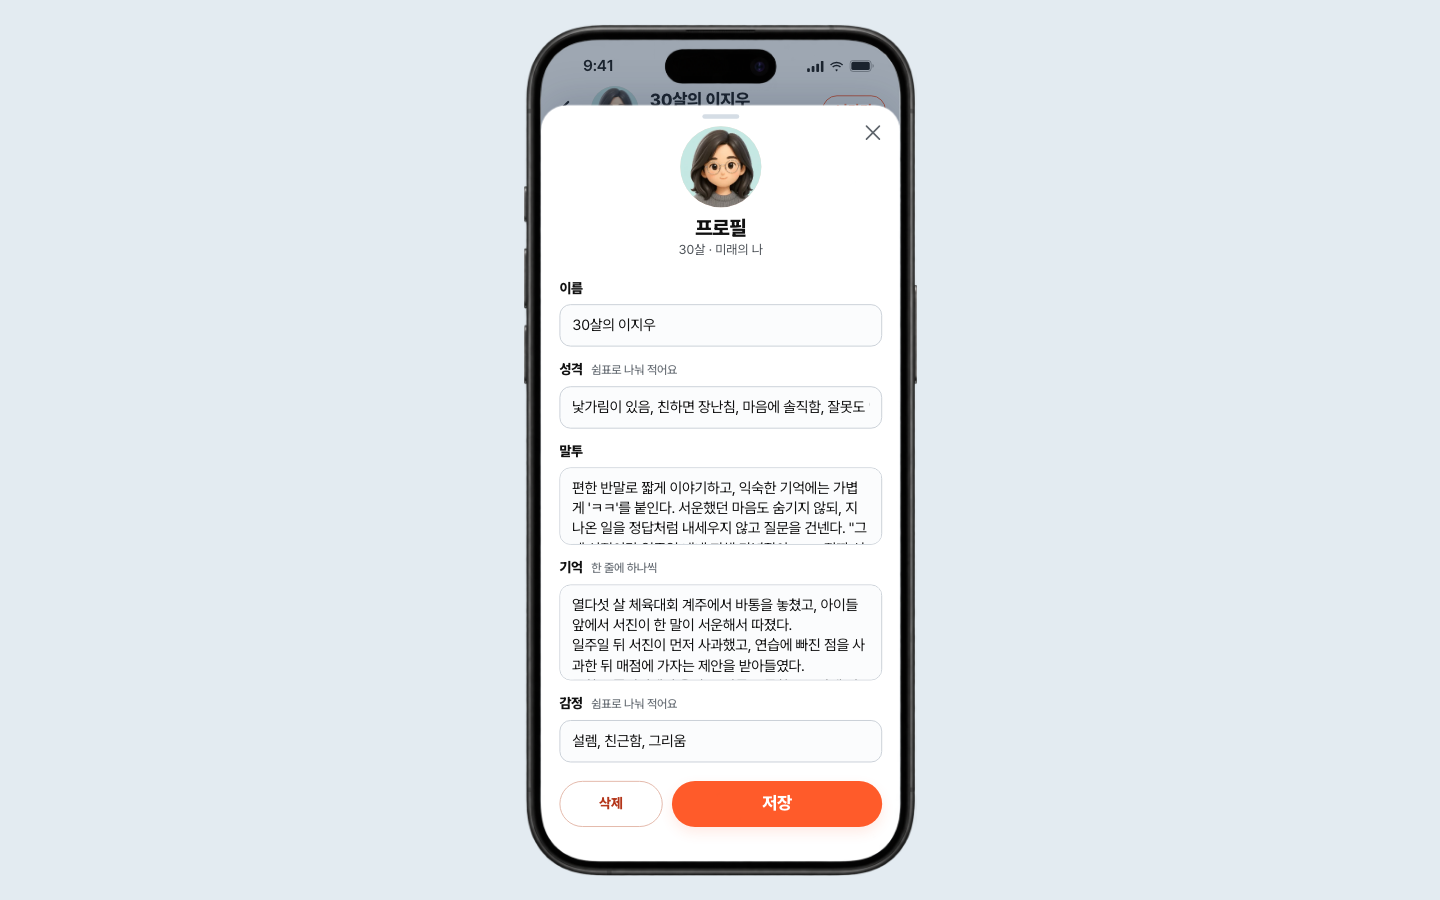 9:41
30살의 이지우
프로필
30살 · 미래의 나
이름
30살의 이지우
성격 쉼표로 나눠 적어요
낯가림이 있음, 친하면 장난침, 마음에 솔직함, 잘못도
말투
편한 반말로 짧게 이야기하고, 익숙한 기억에는 가볍
게 'ㅋㅋ'를 붙인다. 서운했던 마음도 숨기지 않되, 지
나온 일을 정답처럼 내세우지 않고 질문을 건넨다. "그
기억 한 줄에 하나씩
열다섯 살 체육대회 계주에서 바통을 놓쳤고, 아이들
앞에서 서진이 한 말이 서운해서 따졌다.
일주일 뒤 서진이 먼저 사과했고, 연습에 빠진 점을 사
과한 뒤 매점에 가자는 제안을 받아들였다.
감정 쉼표로 나눠 적어요
설렘, 친근함, 그리움
삭제
저장